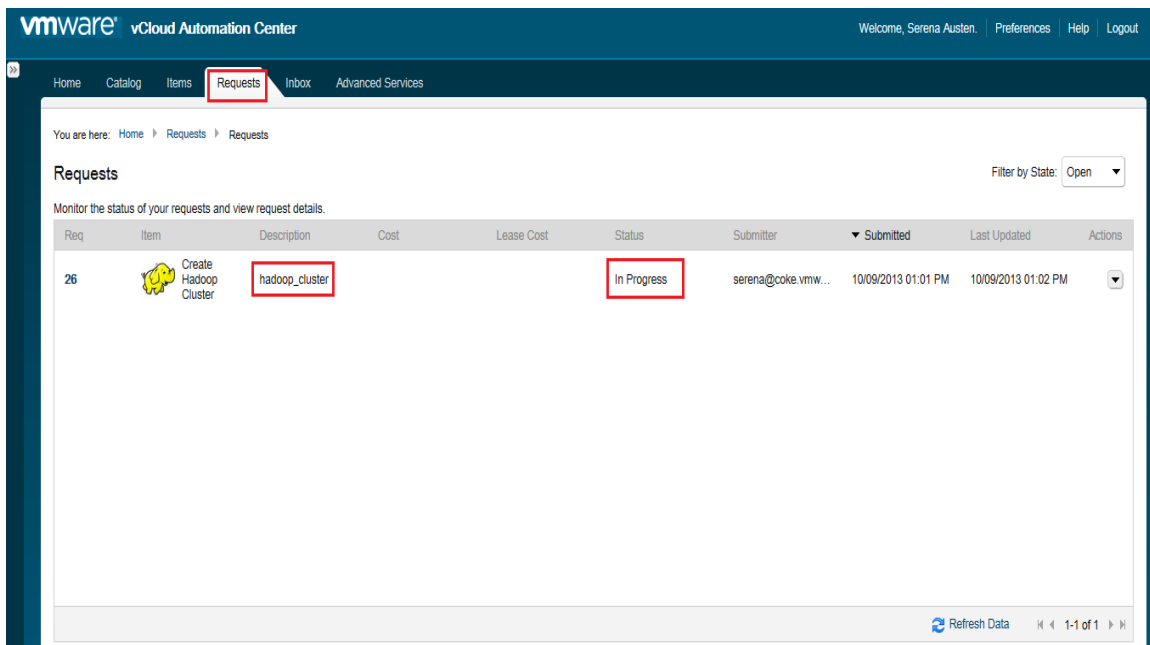 vmware® vCloud Automation Center
Welcome, Serena Austen. Preferences Help Logout
Home Catalog Items Requests Inbox Advanced Services
You are here: Home Requests Requests
Requests
Filter by State: Open
Monitor the status of your requests and view request details.
Req Item Description Cost Lease Cost Status Submitter Submitted Last Updated Actions
26 Create Hadoop Cluster hadoop_cluster In Progress serena@coke.vmw... 10/09/2013 01:01 PM 10/09/2013 01:02 PM
Refresh Data 1-1 of 1